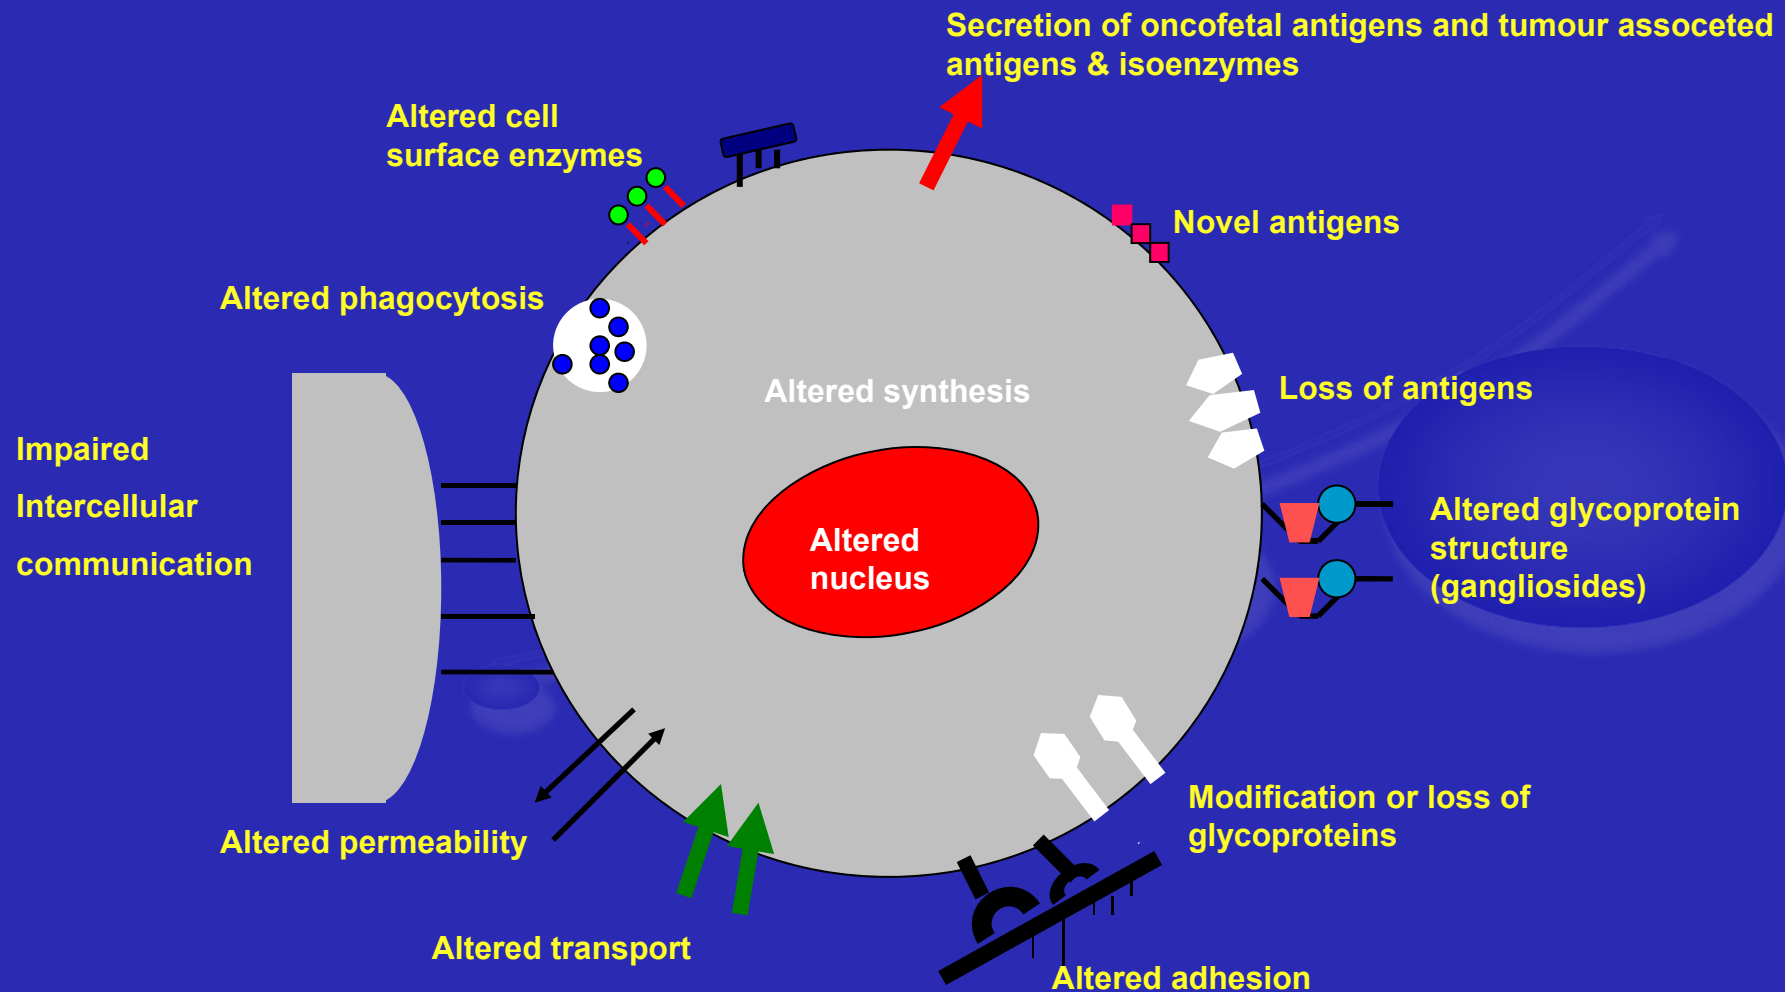 Secretion of oncofetal antigens and tumour assoceted
antigens & isoenzymes
Altered cell
surface enzymes
Novel antigens
Altered phagocytosis
Altered synthesis
Loss of antigens
Impaired
Intercellular
communication
Altered glycoprotein
structure
(gangliosides)
Altered
nucleus
Modification or loss of
glycoproteins
Altered permeability
Altered transport
Altered adhesion